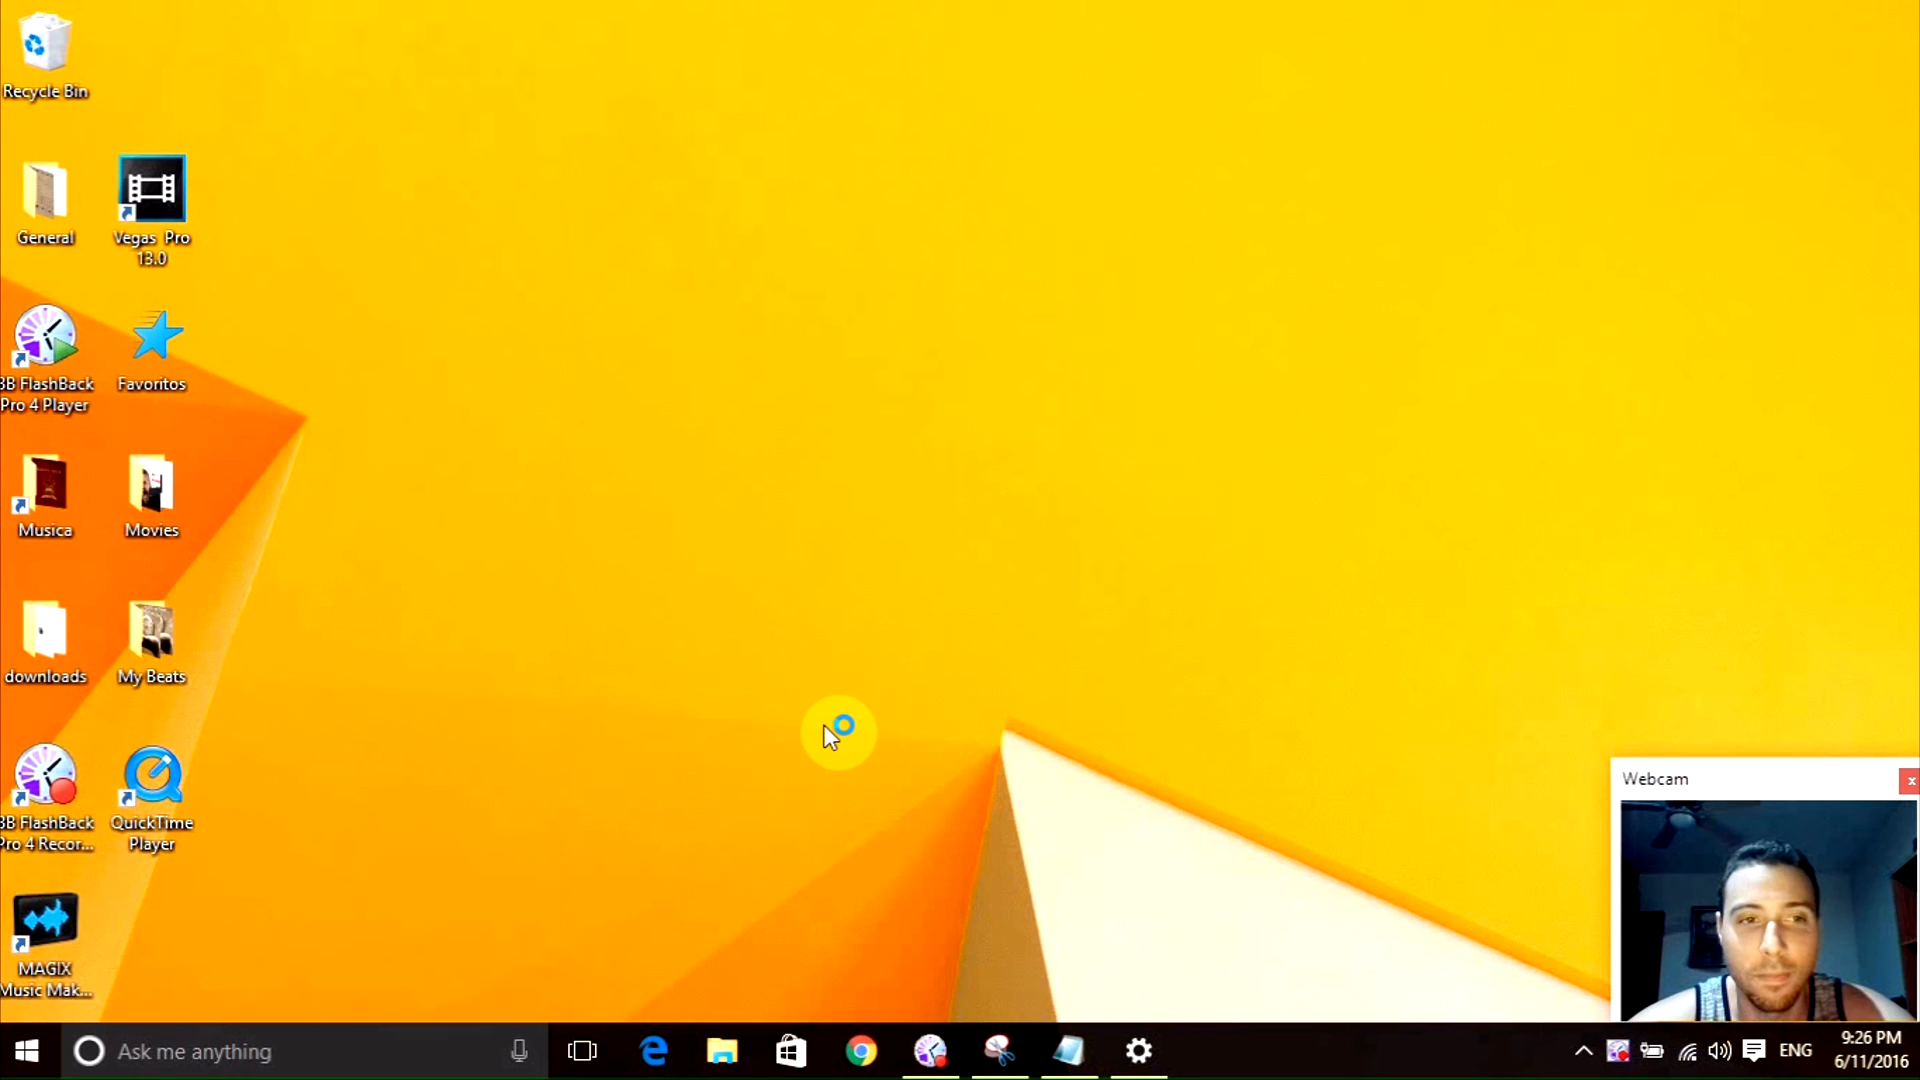 Recycle Bin
General
Vegas Pro
13.0
BB FlashBack
Pro 4 Player
Favoritos
Musica
Movies
downloads
My Beats
BB FlashBack
Pro 4 Recor...
QuickTime
Player
MAGIX
Music Mak...
Webcam
Ask me anything
ENG
9:26 PM
6/11/2016